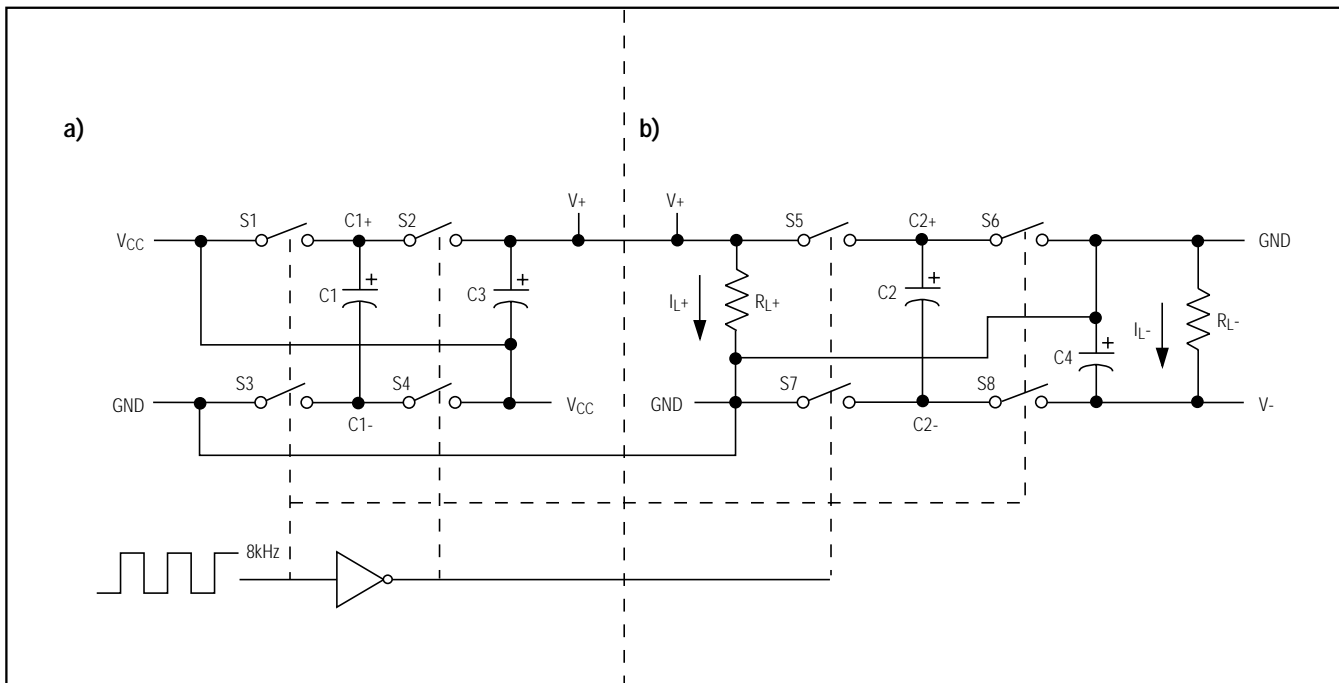 a)
b)
V+
V+
S1
C1+
S2
S5
C2+
S6
VCC
GND
C1
+
C3
+
IL+
RL+
C2
+
IL-
RL-
C4
+
S3
S4
S7
S8
GND
VCC
GND
V-
C1-
C2-
8kHz